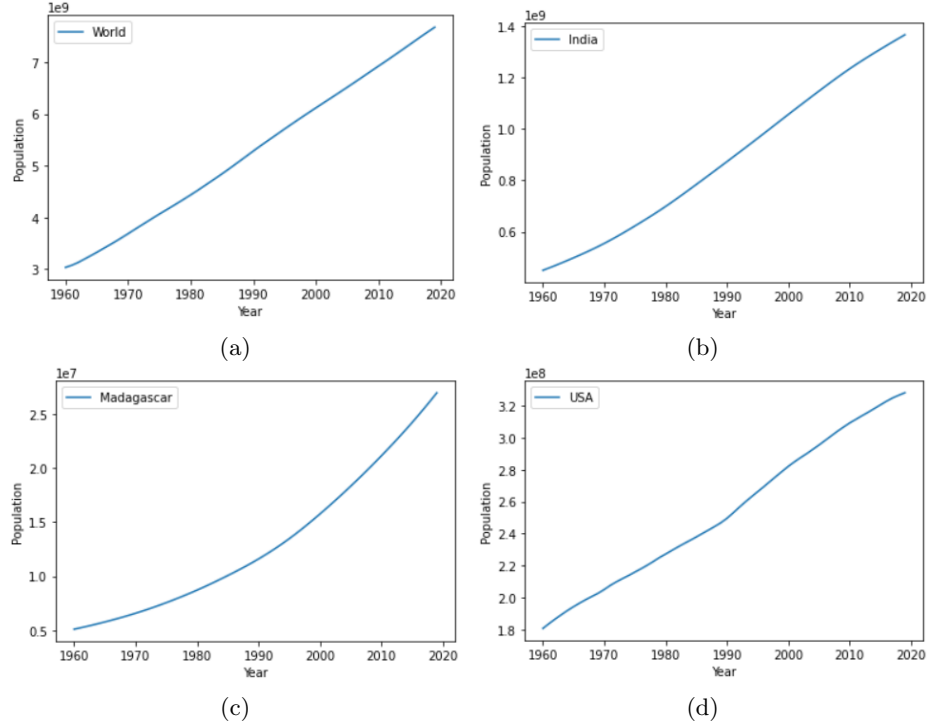 1e9
World
7
6
5
4
3
Population
1960 1970 1980 1990 2000 2010 2020
Year
(a)
1e9
India
1.4
1.2
1.0
0.8
0.6
Population
1960 1970 1980 1990 2000 2010 2020
Year
(b)
1e7
Madagascar
2.5
2.0
1.5
1.0
0.5
Population
1960 1970 1980 1990 2000 2010 2020
Year
(c)
1e8
USA
3.2
3.0
2.8
2.6
2.4
2.2
2.0
1.8
Population
1960 1970 1980 1990 2000 2010 2020
Year
(d)